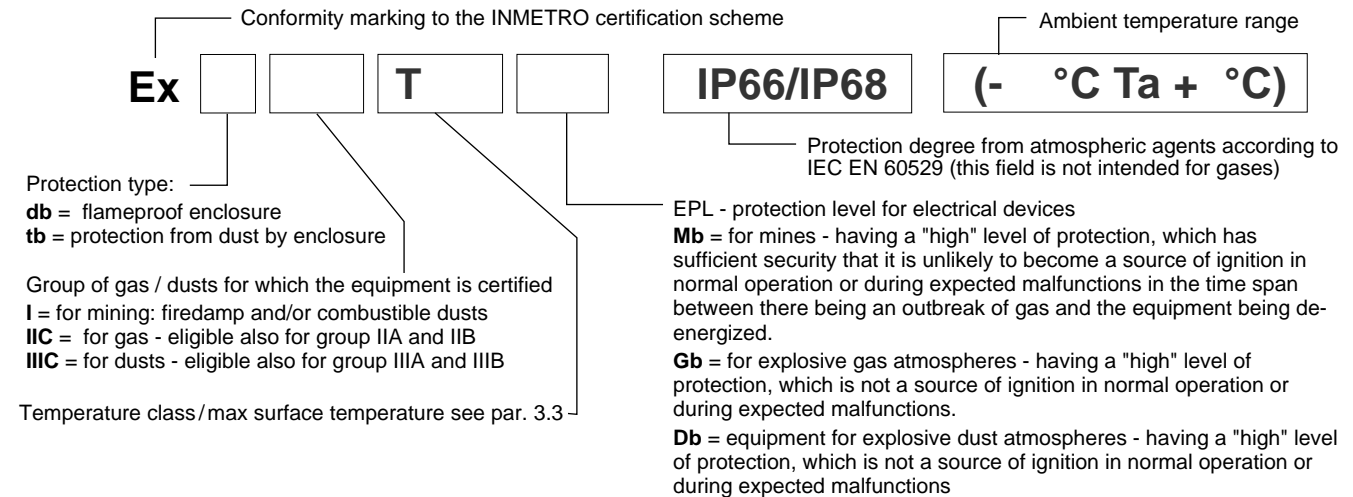 Conformity marking to the INMETRO certification scheme
Ambient temperature range
Ex T IP66/IP68 (- °C Ta + °C)
Protection degree from atmospheric agents according to
IEC EN 60529 (this field is not intended for gases)
Protection type:
db = flameproof enclosure
tb = protection from dust by enclosure
Group of gas / dusts for which the equipment is certified
I = for mining: firedamp and/or combustible dusts
IIC = for gas - eligible also for group IIA and IIB
IIIC = for dusts - eligible also for group IIIA and IIIB
Temperature class/max surface temperature see par. 3.3
EPL - protection level for electrical devices
Mb = for mines - having a "high" level of protection, which has
sufficient security that it is unlikely to become a source of ignition in
normal operation or during expected malfunctions in the time span
between there being an outbreak of gas and the equipment being de-
energized.
Gb = for explosive gas atmospheres - having a "high" level of
protection, which is not a source of ignition in normal operation or
during expected malfunctions.
Db = equipment for explosive dust atmospheres - having a "high" level
of protection, which is not a source of ignition in normal operation or
during expected malfunctions